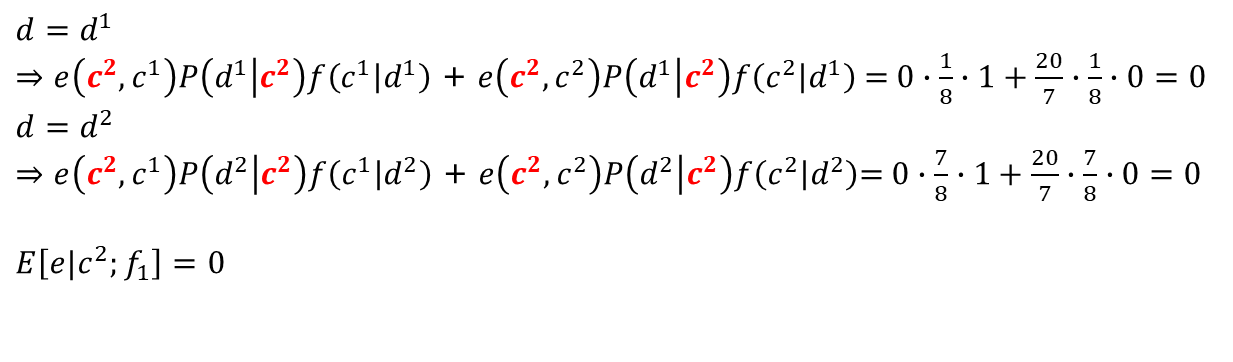 d = d¹
⇒ e(c², c¹)P(d¹|c²)f(c¹|d¹) + e(c², c²)P(d¹|c²)f(c²|d¹) = 0 · 1/8 · 1 + 20/7 · 1/8 · 0 = 0
d = d²
⇒ e(c², c¹)P(d²|c²)f(c¹|d²) + e(c², c²)P(d²|c²)f(c²|d²)= 0 · 7/8 · 1 + 20/7 · 7/8 · 0 = 0
E[e|c²; f₁] = 0